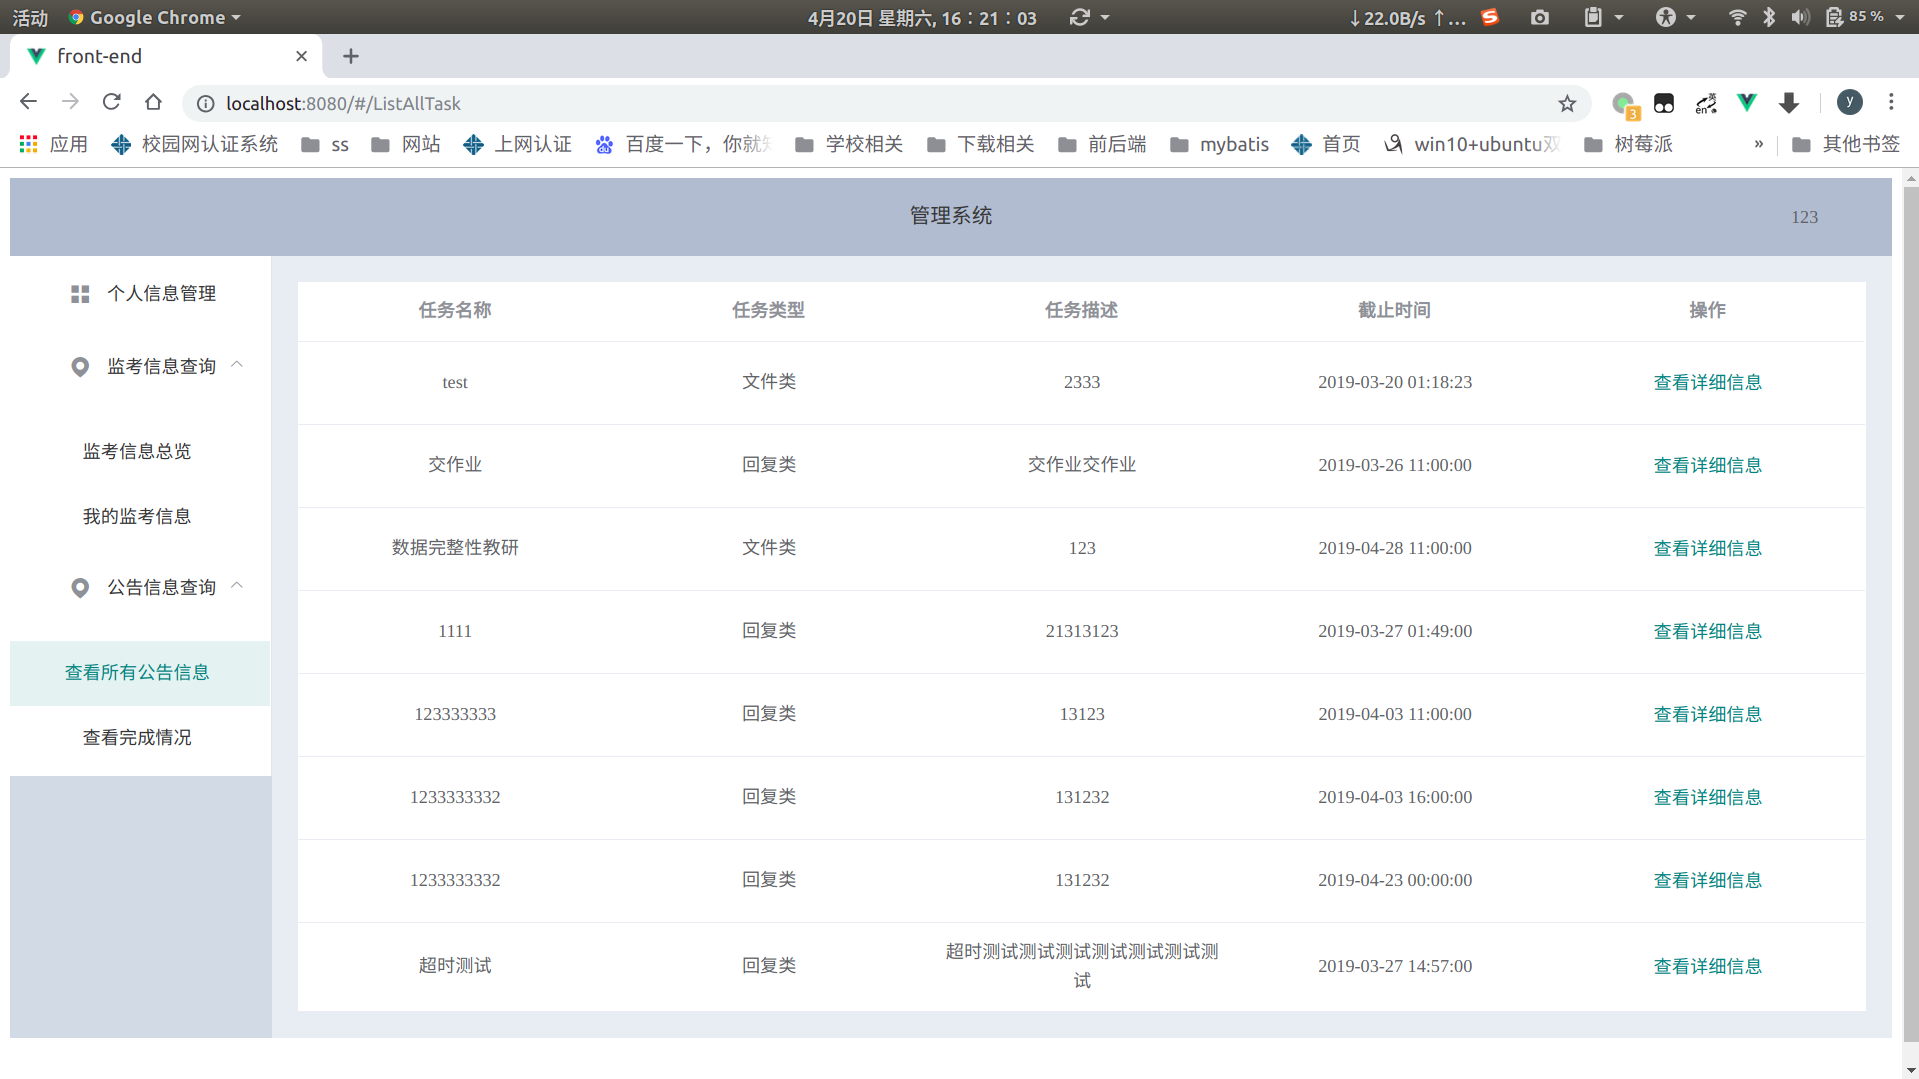 活动 Google Chrome 4月20日 星期六, 16:21:03 ↓22.0B/s ↑... 85 %
front-end
localhost:8080/#/ListAllTask 3 en英 y
应用 校园网认证系统 ss 网站 上网认证 百度一下，你就知 学校相关 下载相关 前后端 mybatis 首页 win10+ubuntu双 树莓派 » 其他书签
管理系统 123
个人信息管理
监考信息查询
监考信息总览
我的监考信息
公告信息查询
查看所有公告信息
查看完成情况
任务名称 任务类型 任务描述 截止时间 操作
test 文件类 2333 2019-03-20 01:18:23 查看详细信息
交作业 回复类 交作业交作业 2019-03-26 11:00:00 查看详细信息
数据完整性教研 文件类 123 2019-04-28 11:00:00 查看详细信息
1111 回复类 21313123 2019-03-27 01:49:00 查看详细信息
123333333 回复类 13123 2019-04-03 11:00:00 查看详细信息
1233333332 回复类 131232 2019-04-03 16:00:00 查看详细信息
1233333332 回复类 131232 2019-04-23 00:00:00 查看详细信息
超时测试 回复类 超时测试测试测试测试测试测试测
试 2019-03-27 14:57:00 查看详细信息